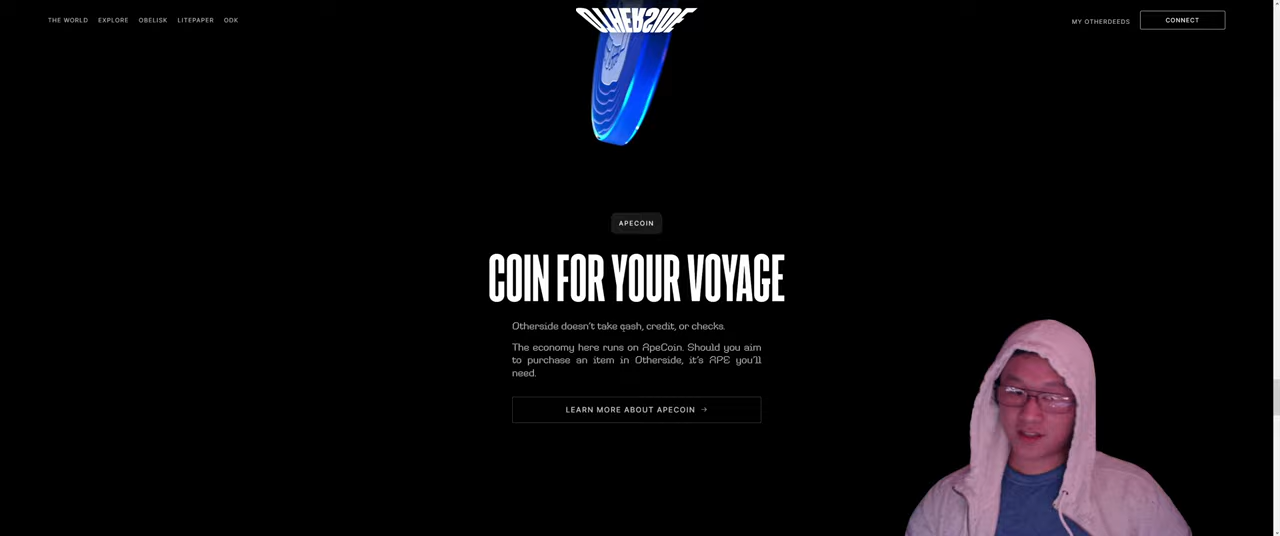 THE WORLD EXPLORE OBELISK LITEPAPER ODK
OTHERSIDE
MY OTHERDEEDS CONNECT
APECOIN
COIN FOR YOUR VOYAGE
Otherside doesn't take cash, credit, or checks.
The economy here runs on ApeCoin. Should you aim
to purchase an item in Otherside, it's APE you'll
need.
LEARN MORE ABOUT APECOIN →